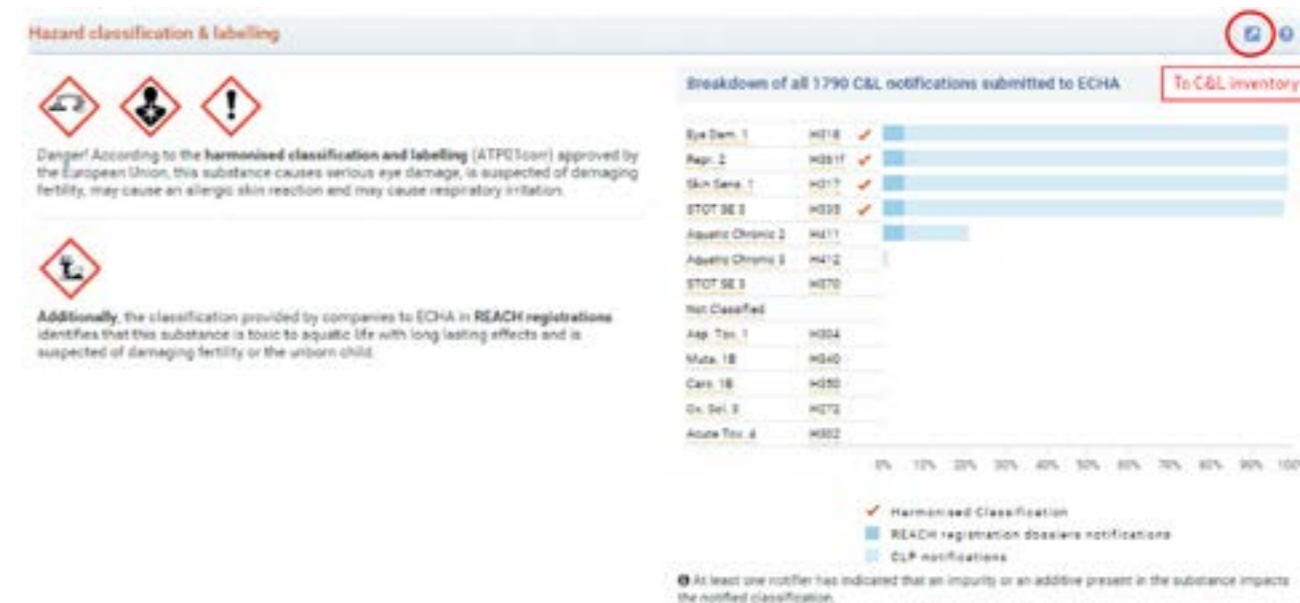 Hazard classification & labelling
Danger! According to the harmonised classification and labelling (ATP01corr) approved by
the European Union, this substance causes serious eye damage, is suspected of damaging
fertility, may cause an allergic skin reaction and may cause respiratory irritation.
Additionally, the classification provided by companies to ECHA in REACH registrations
identifies that this substance is toxic to aquatic life with long lasting effects and is
suspected of damaging fertility or the unborn child.
Breakdown of all 1790 C&L notifications submitted to ECHA
To C&L inventory
Eye Dam. 1 H318
Repr. 2 H361f
Skin Sens. 1 H317
STOT SE 3 H335
Aquatic Chronic 2 H411
Aquatic Chronic 3 H412
STOT SE H370
Not Classified
Asp. Tox. 1 H304
Muta. 1B H340
Carc. 1B H350
Ox. Sol. H272
Acute Tox. 4 H302
0% 10% 20% 30% 40% 50% 60% 70% 80% 90% 100%
Harmonised Classification
REACH registration dossiers notifications
CLP notifications
At least one notifier has indicated that an impurity or an additive present in the substance impacts
the notified classification.